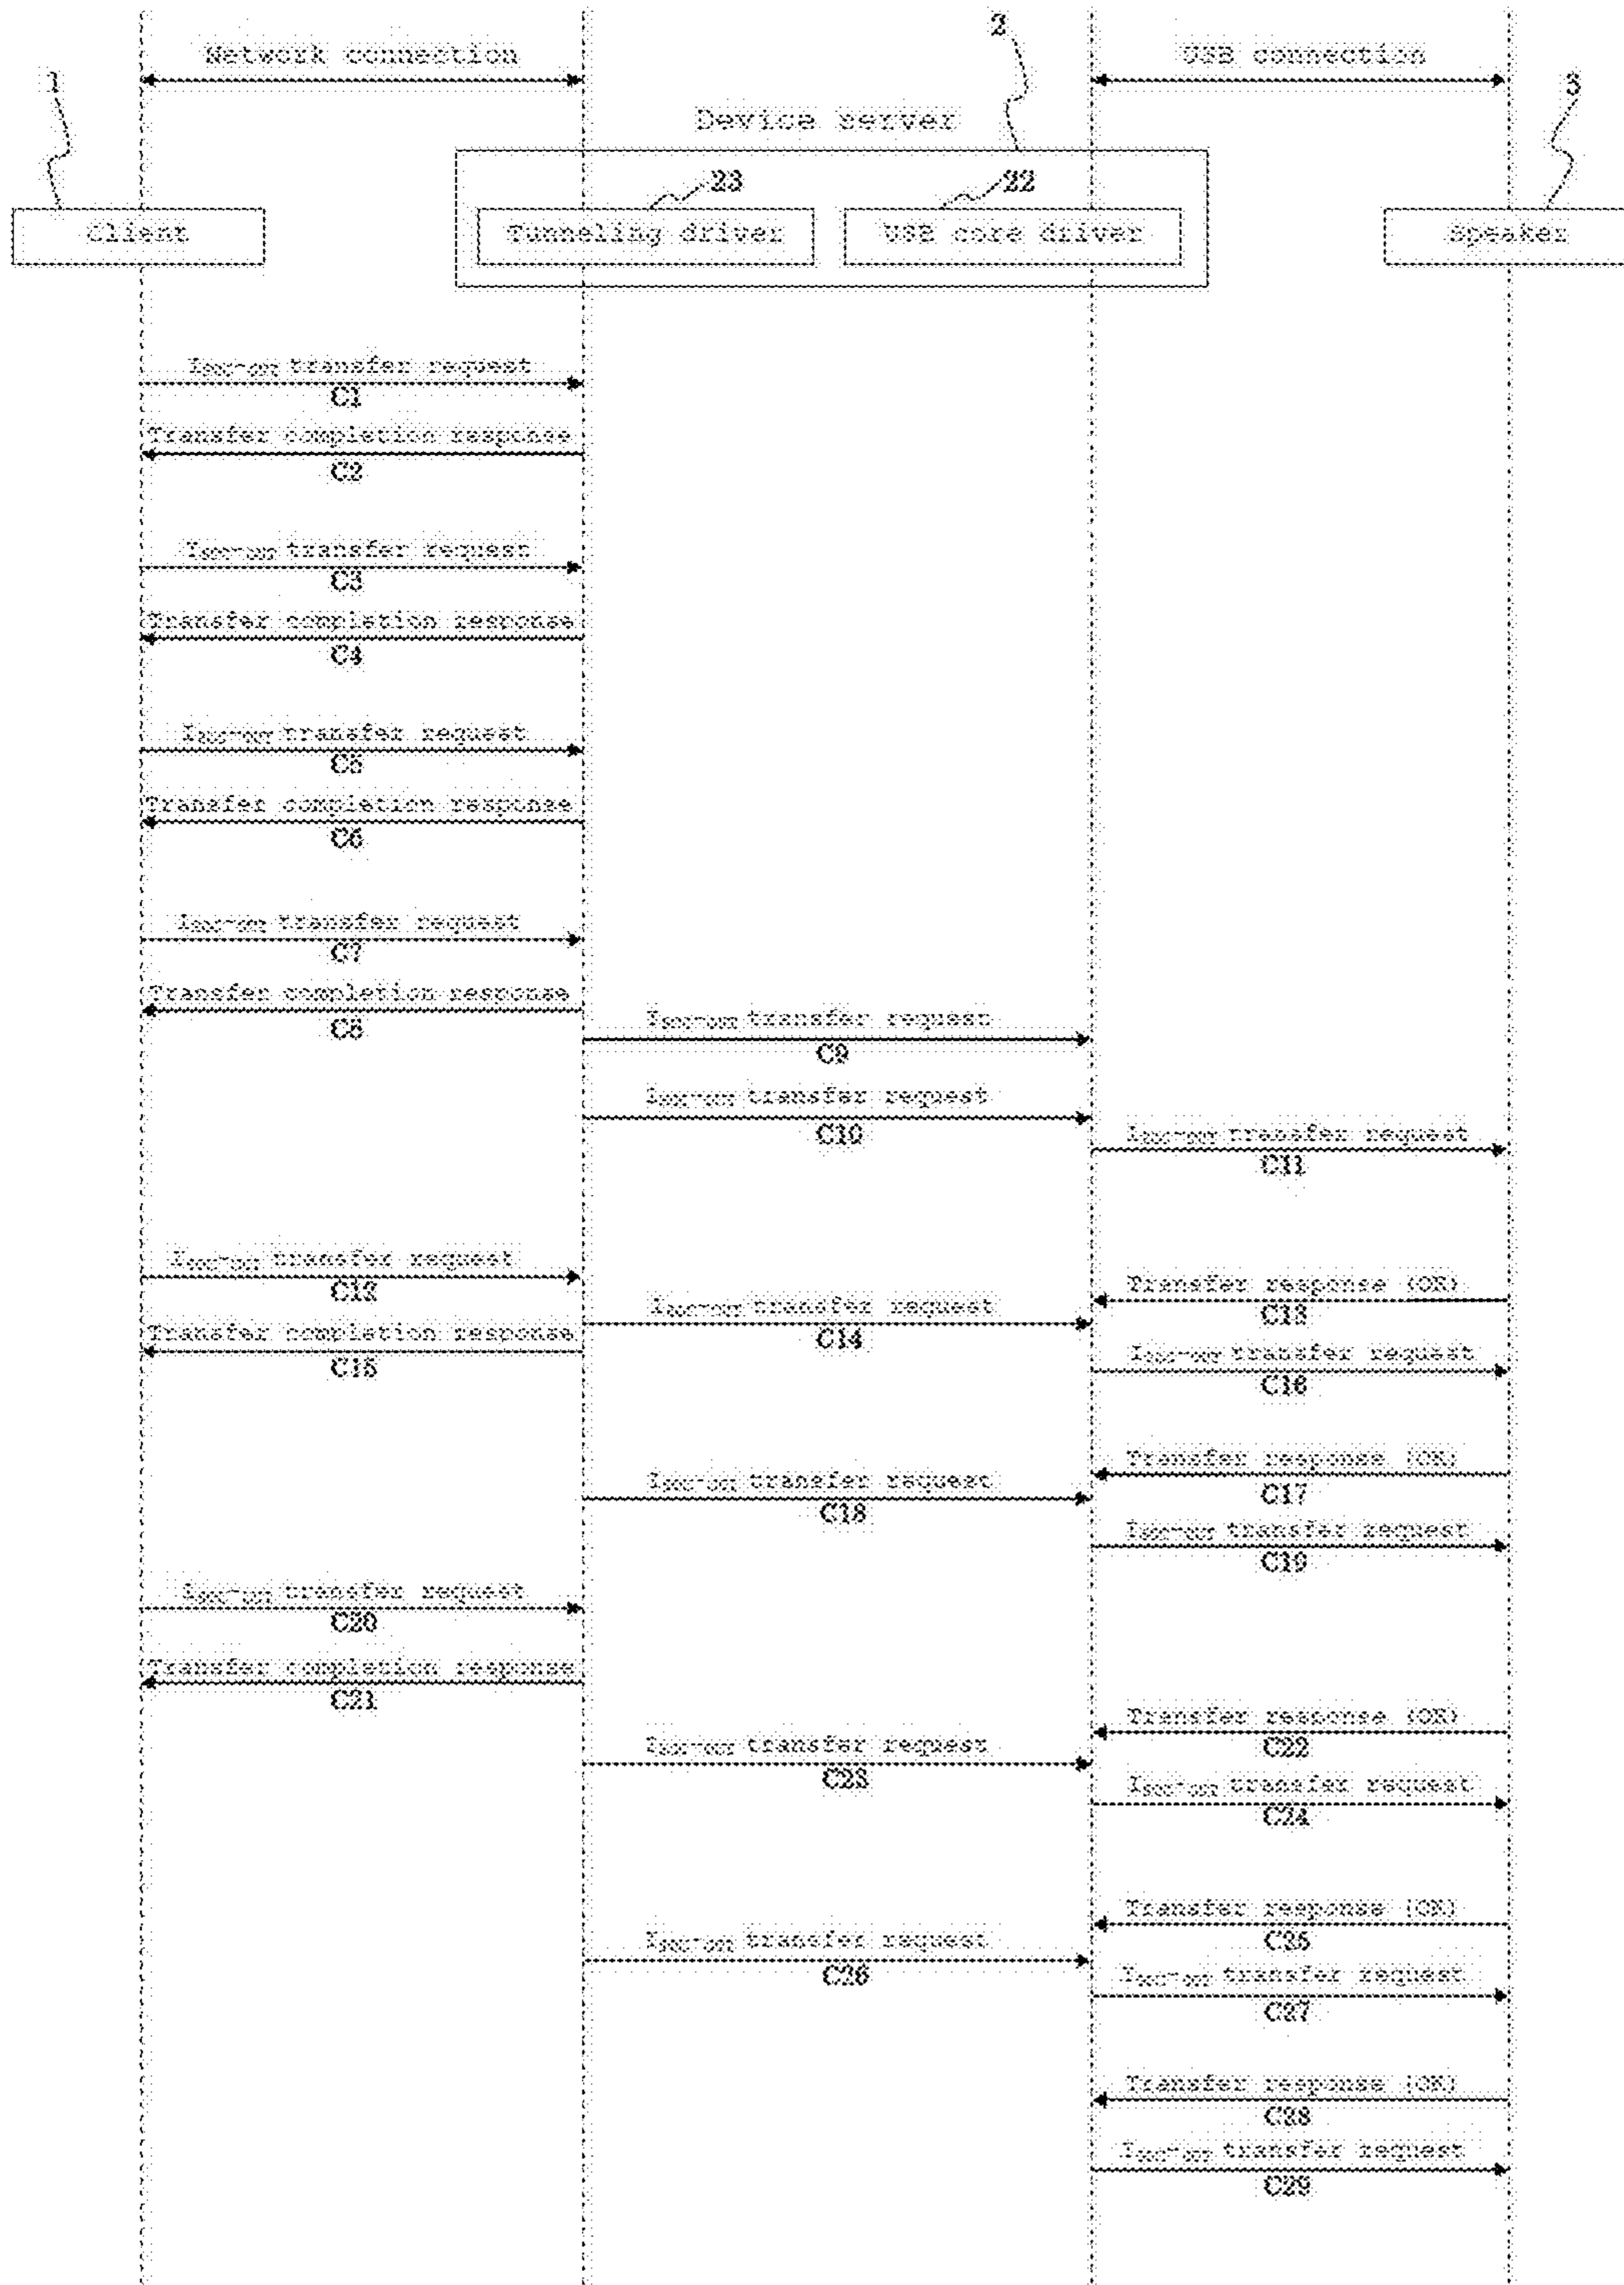 Network connection
2
USB connection
1
3
Device server
23
22
Client
Tunneling driver
USB core driver
Speaker
transfer request
C1
Transfer completion response
C2
transfer request
C3
Transfer completion response
C4
transfer request
C5
Transfer completion response
C6
transfer request
C7
Transfer completion response
C8
transfer request
C9
transfer request
C10
transfer request
C11
transfer request
C12
Transfer response (OK)
C13
transfer request
C14
Transfer completion response
C15
transfer request
C16
Transfer response (OK)
C17
transfer request
C18
transfer request
C19
transfer request
C20
Transfer completion response
C21
Transfer response (OK)
C22
transfer request
C23
transfer request
C24
Transfer response (OK)
C25
transfer request
C26
transfer request
C27
Transfer response (OK)
C28
transfer request
C29